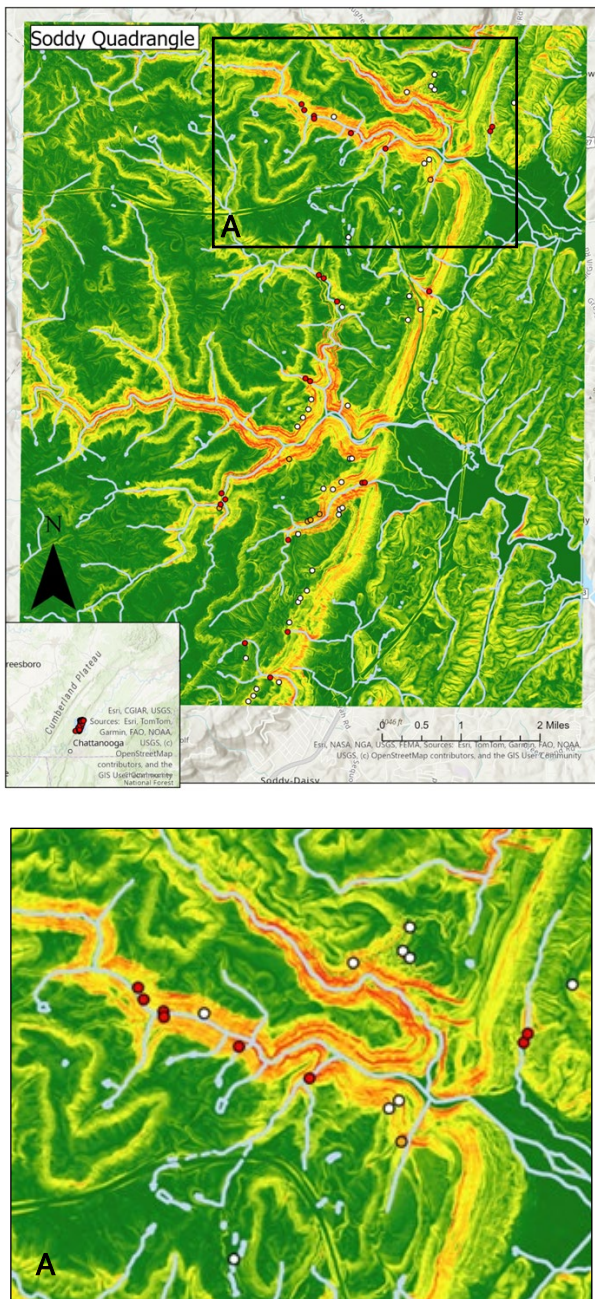 Soddy Quadrangle
A
N
reesboro
Cumberland Plateau
Chattanooga
Esri, CGIAR, USGS.
Sources: Esri, TomTom,
Garmin, FAO, NOAA,
USGS, (c)
OpenStreetMap
contributors, and the
GIS User Community
National Forest
0 0.5 1 2 Miles
Esri, NASA, NGA, USGS, FEMA, Sources: Esri, TomTom, Garmin, FAO, NOAA,
USGS, (c) OpenStreetMap contributors, and the GIS User Community
Soddy-Daisy
A